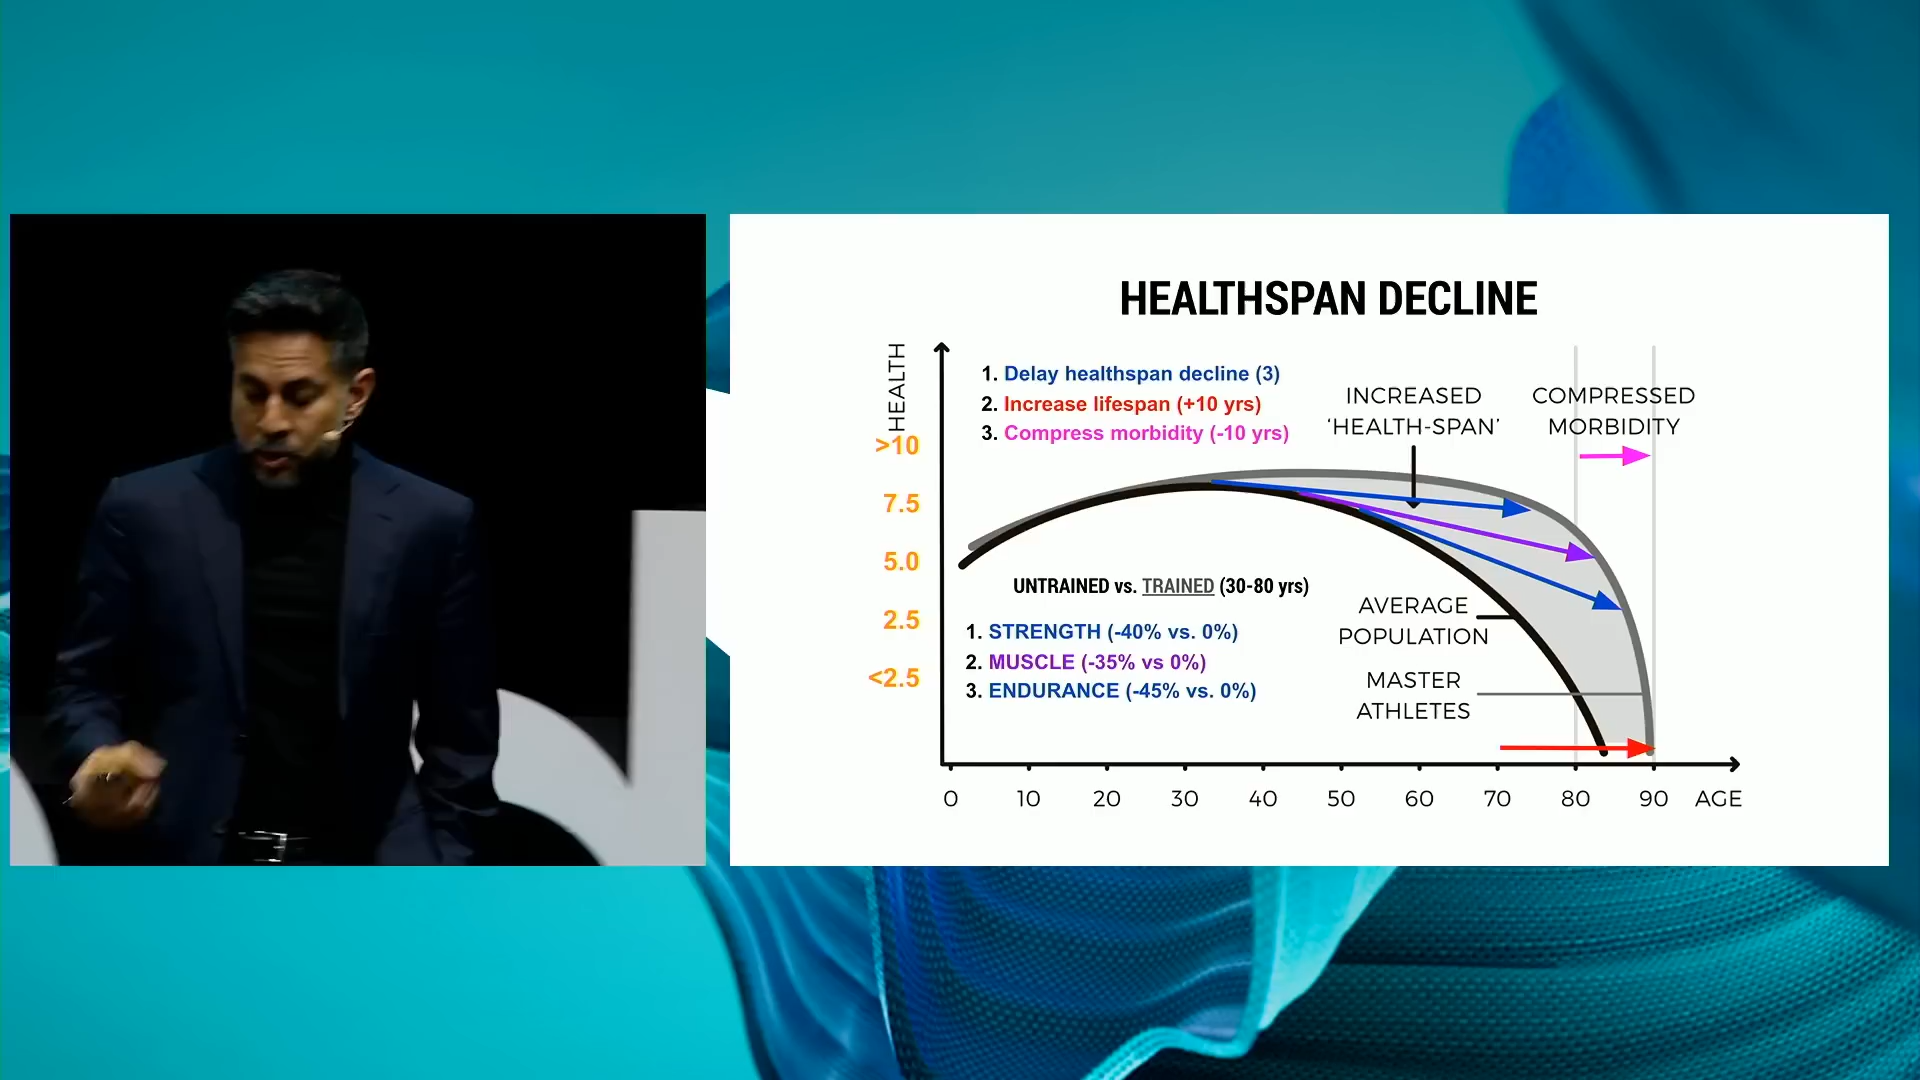 HEALTHSPAN DECLINE
HEALTH
1. Delay healthspan decline (3)
2. Increase lifespan (+10 yrs)
3. Compress morbidity (-10 yrs)
INCREASED
‘HEALTH-SPAN’
COMPRESSED
MORBIDITY
>10
7.5
5.0
2.5
<2.5
UNTRAINED vs. TRAINED (30-80 yrs)
1. STRENGTH (-40% vs. 0%)
2. MUSCLE (-35% vs 0%)
3. ENDURANCE (-45% vs. 0%)
AVERAGE
POPULATION
MASTER
ATHLETES
0 10 20 30 40 50 60 70 80 90 AGE